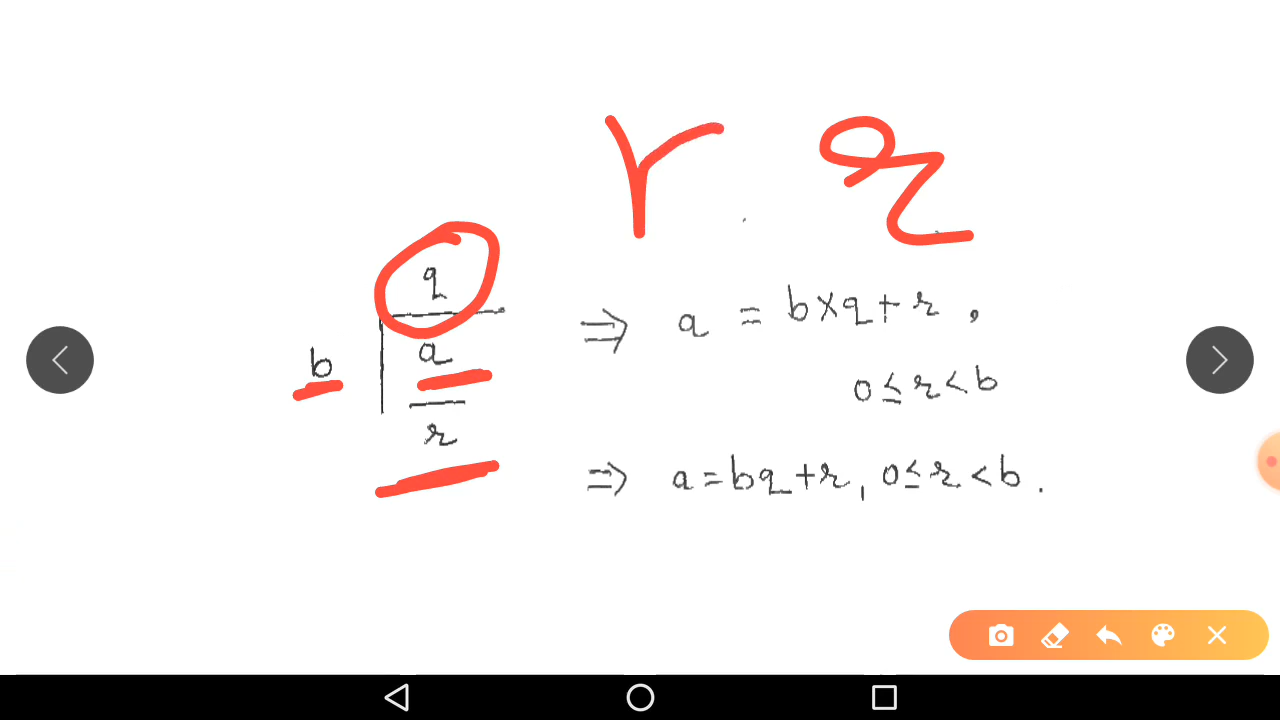 r r
q
b a
r
⇒ a = b×q+r,
0≤r<b
⇒ a=bq+r, 0≤r<b.